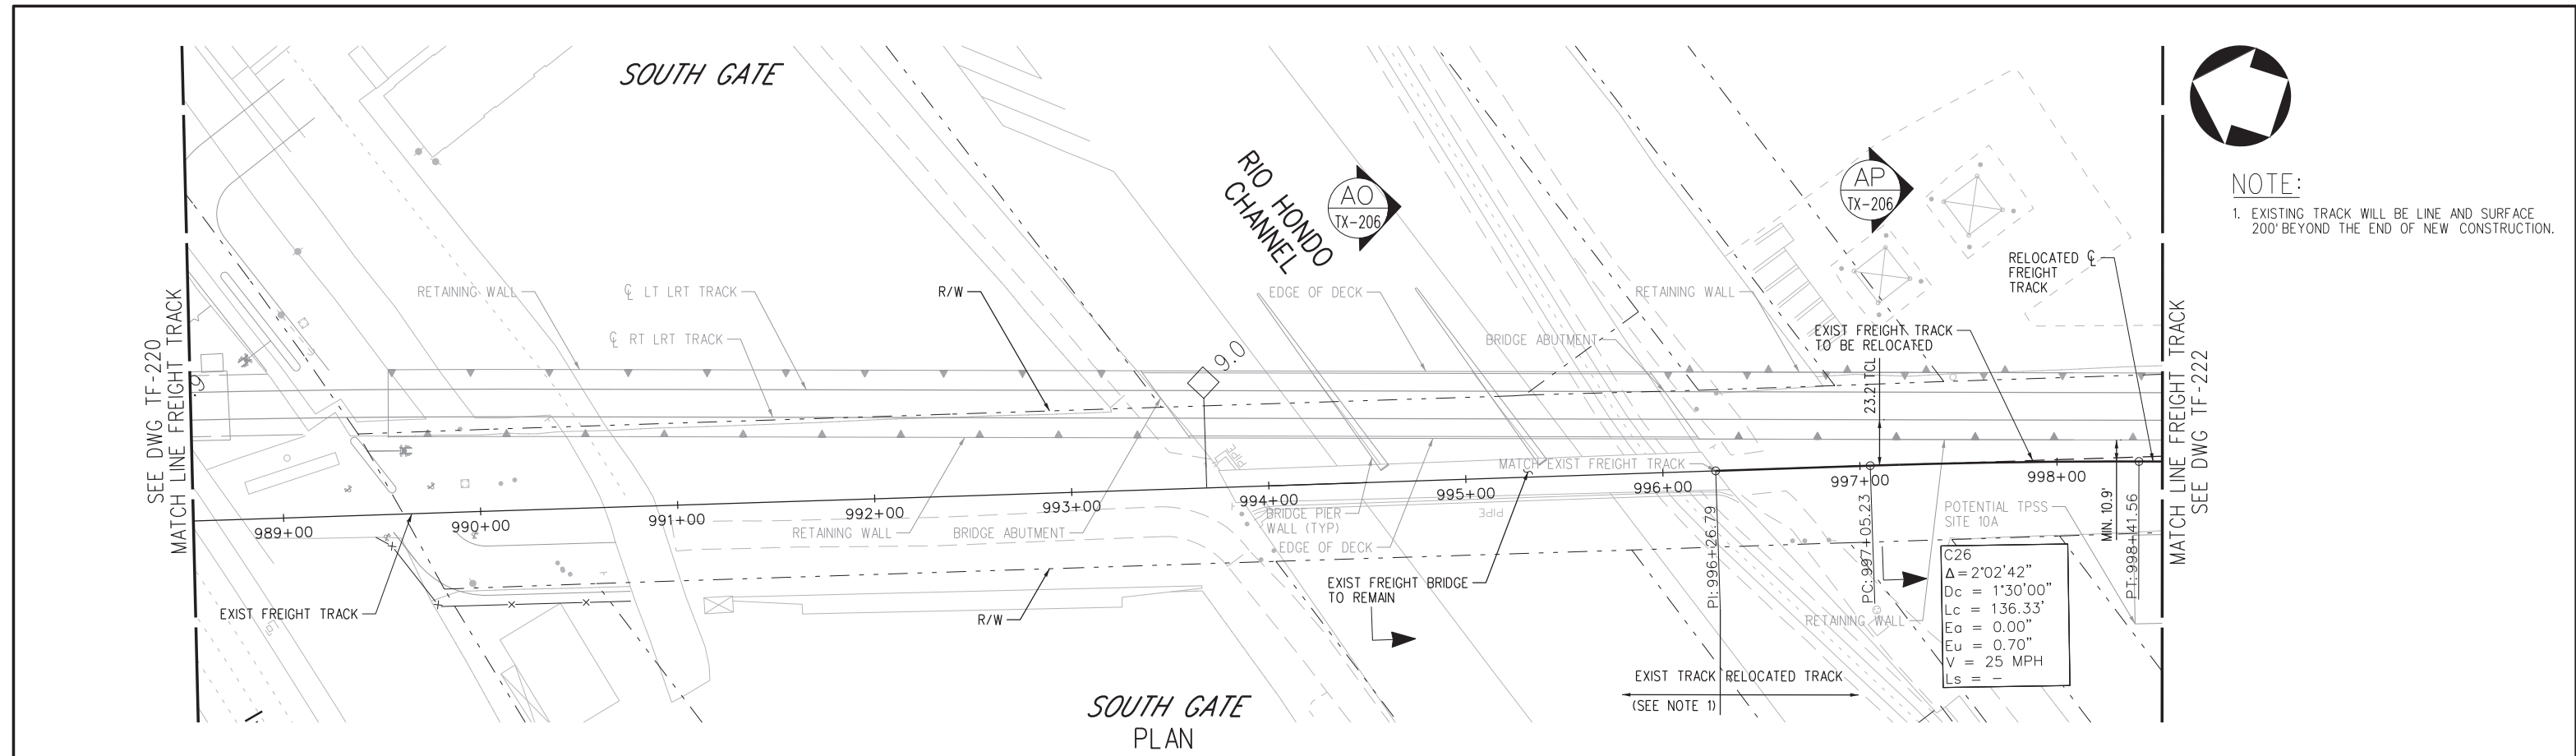 SOUTH GATE
RIO HONDO
CHANNEL
AO
TX-206
AP
TX-206
NOTE:
1. EXISTING TRACK WILL BE LINE AND SURFACE
200' BEYOND THE END OF NEW CONSTRUCTION.
SEE DWG TF-220
MATCH LINE FREIGHT TRACK
RETAINING WALL
℄ LT LRT TRACK
R/W
EDGE OF DECK
RETAINING WALL
RELOCATED ℄
FREIGHT
TRACK
℄ RT LRT TRACK
9.0
BRIDGE ABUTMENT
EXIST FREIGHT TRACK
TO BE RELOCATED
23.21 TCL
MATCH LINE FREIGHT TRACK
SEE DWG TF-222
PIPE
MATCH EXIST FREIGHT TRACK
989+00
990+00
991+00
992+00
993+00
994+00
995+00
996+00
997+00
998+00
RETAINING WALL
BRIDGE ABUTMENT
BRIDGE PIER
WALL (TYP)
PIPE
EDGE OF DECK
POTENTIAL TPSS
SITE 10A
MIN. 10.9'
PI:996+26.79
PC:997+05.23
PT:998+41.56
EXIST FREIGHT TRACK
R/W
EXIST FREIGHT BRIDGE
TO REMAIN
RETAINING WALL
C26
Δ=2°02'42"
Dc = 1°30'00"
Lc = 136.33'
Ea = 0.00"
Eu = 0.70"
V = 25 MPH
Ls = -
EXIST TRACK
RELOCATED TRACK
(SEE NOTE 1)
SOUTH GATE
PLAN